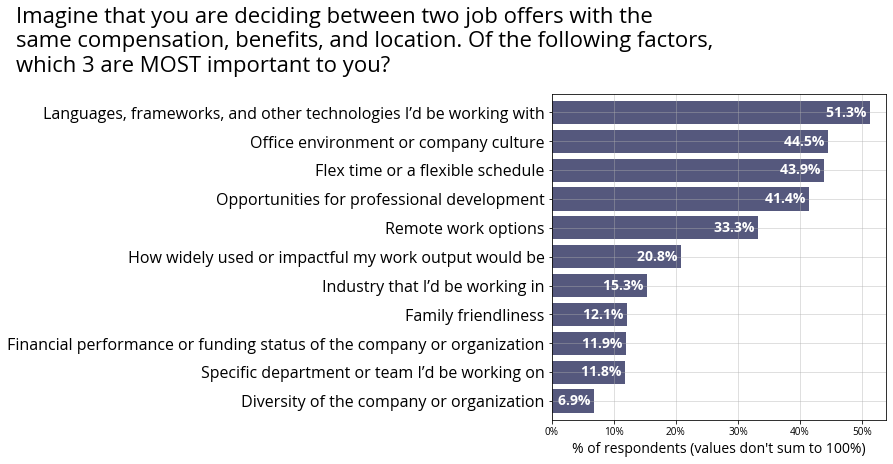 Imagine that you are deciding between two job offers with the
same compensation, benefits, and location. Of the following factors,
which 3 are MOST important to you?
Languages, frameworks, and other technologies I’d be working with 51.3%
Office environment or company culture 44.5%
Flex time or a flexible schedule 43.9%
Opportunities for professional development 41.4%
Remote work options 33.3%
How widely used or impactful my work output would be 20.8%
Industry that I’d be working in 15.3%
Family friendliness 12.1%
Financial performance or funding status of the company or organization 11.9%
Specific department or team I’d be working on 11.8%
Diversity of the company or organization 6.9%
0% 10% 20% 30% 40% 50%
% of respondents (values don't sum to 100%)